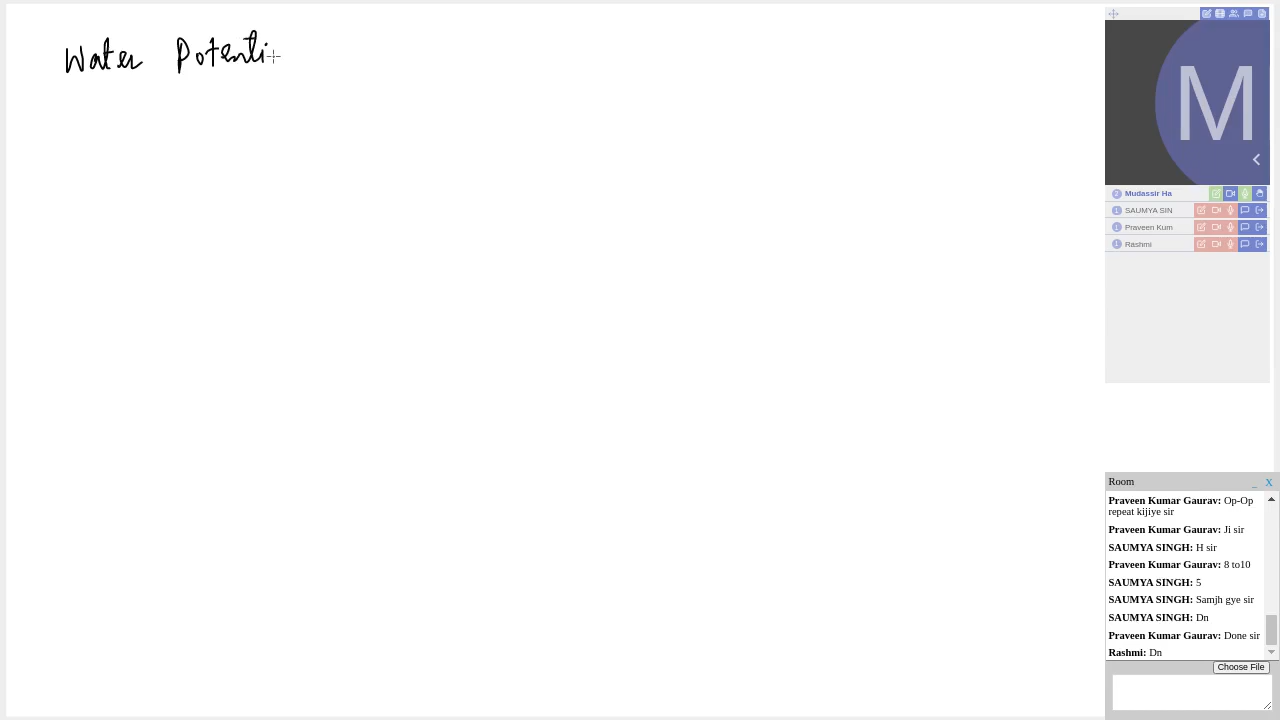 Water Potenti
M
Mudassir Ha
SAUMYA SIN
Praveen Kum
Rashmi
Room
_ X
Praveen Kumar Gaurav: Op-Op
repeat kijiye sir
Praveen Kumar Gaurav: Ji sir
SAUMYA SINGH: H sir
Praveen Kumar Gaurav: 8 to10
SAUMYA SINGH: 5
SAUMYA SINGH: Samjh gye sir
SAUMYA SINGH: Dn
Praveen Kumar Gaurav: Done sir
Rashmi: Dn
Choose File